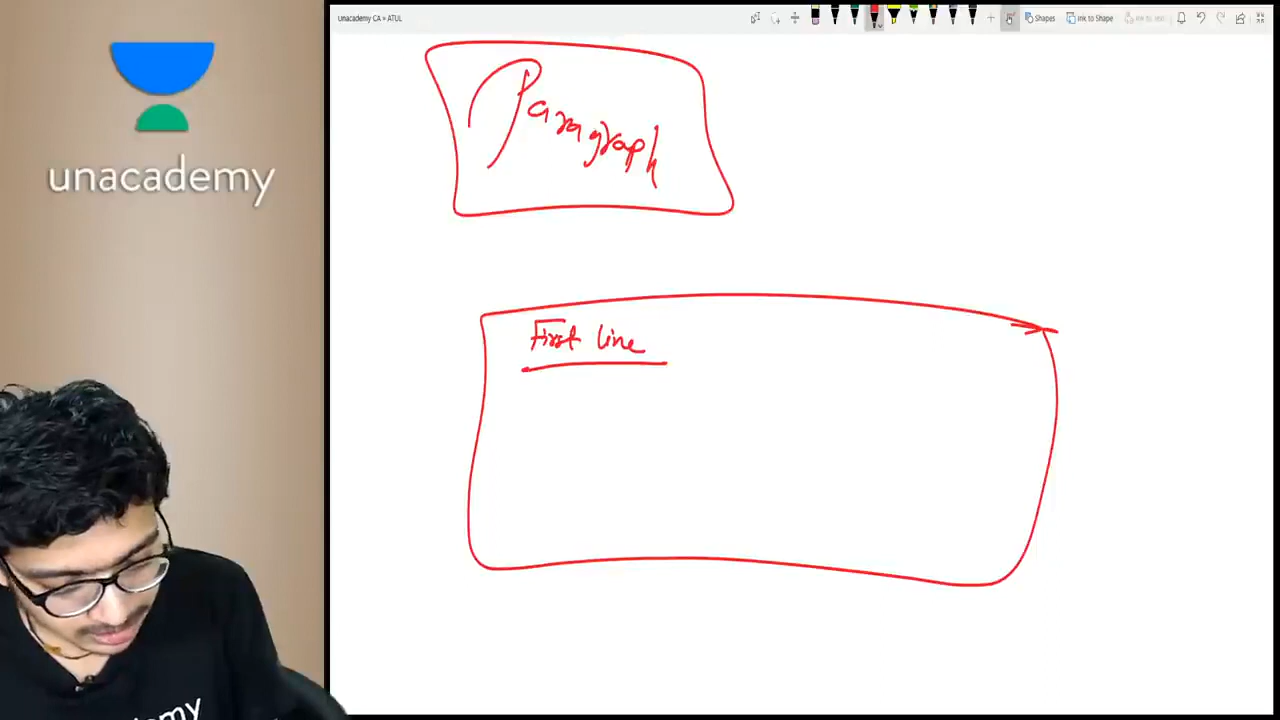 unacademy CA = ATUL
Shapes
Ink to Shape
unacademy
Paragraph
First line